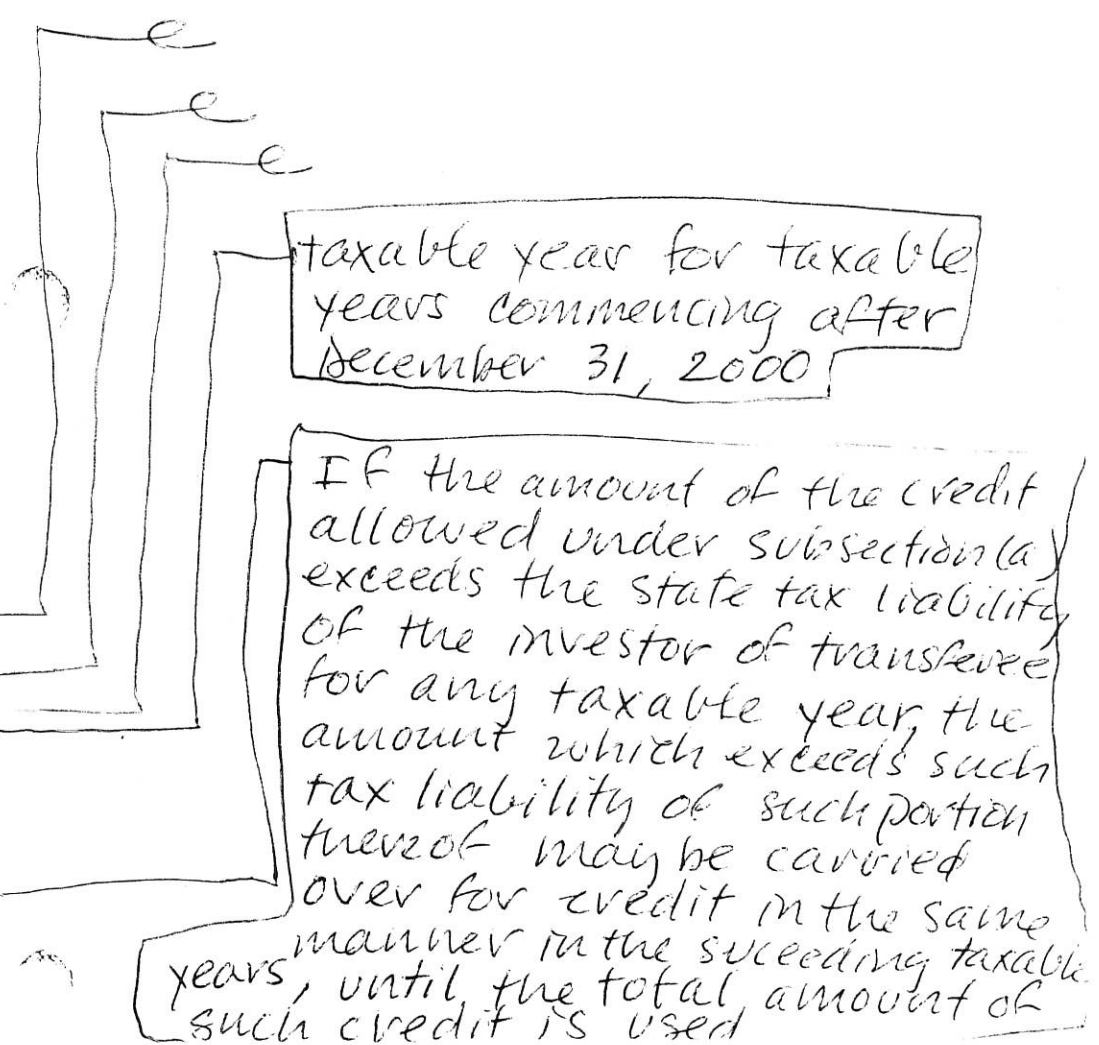 taxable year for taxable
years commencing after
December 31, 2000
If the amount of the credit
allowed under subsection (a)
exceeds the state tax liability
of the investor of transferee
for any taxable year, the
amount which exceeds such
tax liability of such portion
thereof may be carried
over for credit in the same
manner in the suceeding taxable
years, until the total amount of
such credit is used